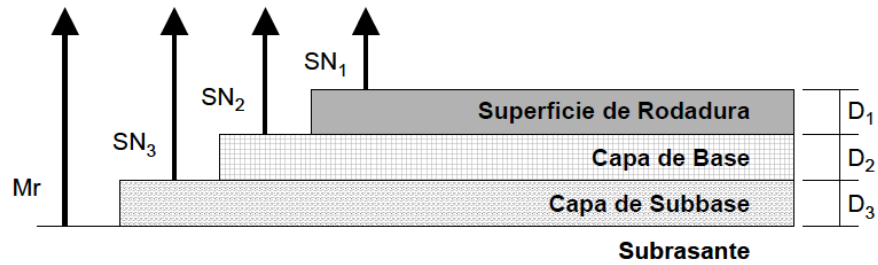 SN₁
Superficie de Rodadura
D₁
SN₂
Capa de Base
D₂
SN₃
Mr
Capa de Subbase
D₃
Subrasante